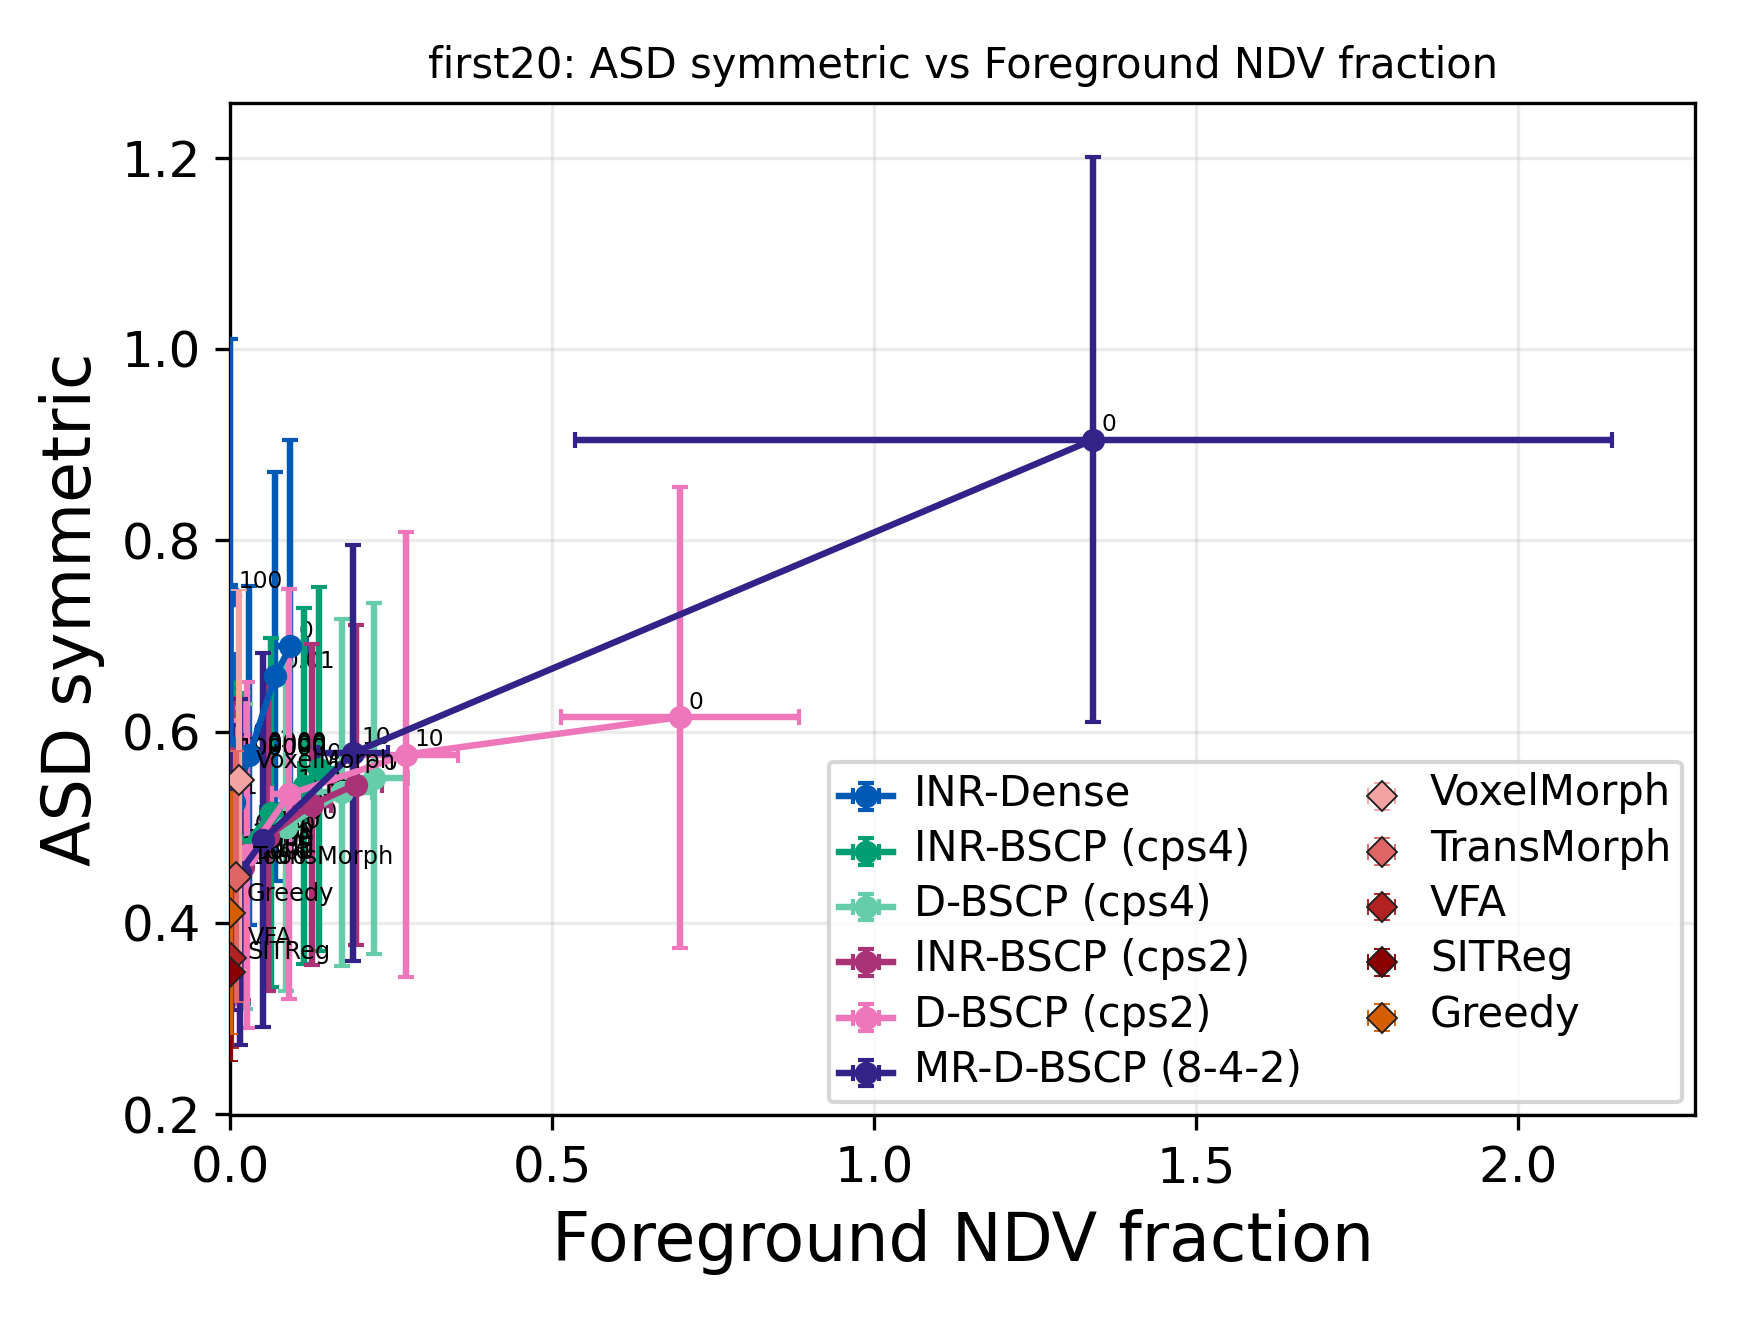 first20: ASD symmetric vs Foreground NDV fraction
ASD symmetric
1.2
1.0
0.8
0.6
0.4
0.2
0
0
10
10
100
0
VoxelMorph
TransMorph
Greedy
VFA
SITReg
INR-Dense
INR-BSCP (cps4)
D-BSCP (cps4)
INR-BSCP (cps2)
D-BSCP (cps2)
MR-D-BSCP (8-4-2)
VoxelMorph
TransMorph
VFA
SITReg
Greedy
0.0 0.5 1.0 1.5 2.0
Foreground NDV fraction